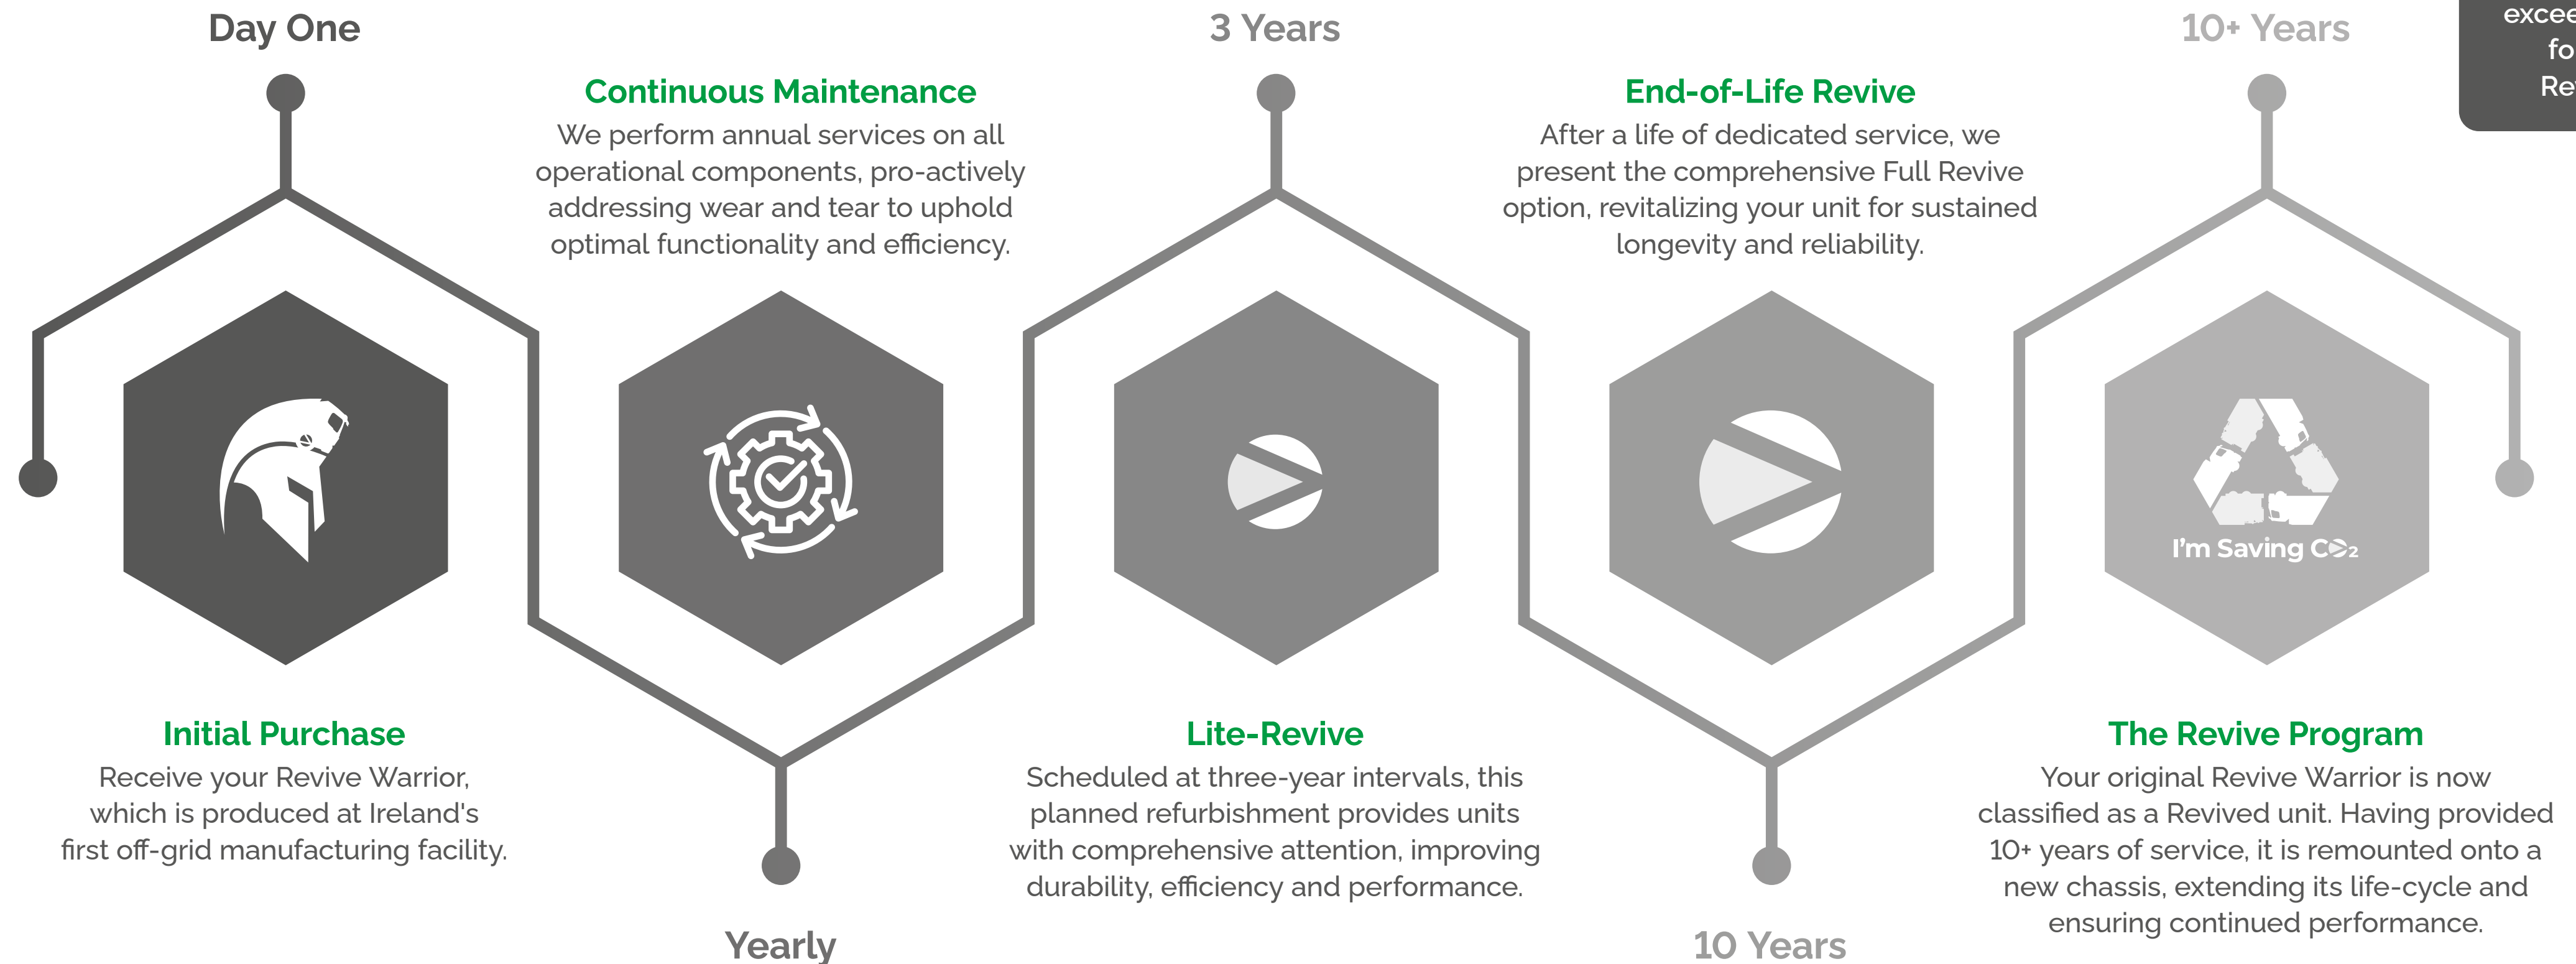 Day One
Initial Purchase
Receive your Revive Warrior,
which is produced at Ireland's
first off-grid manufacturing facility.
Continuous Maintenance
We perform annual services on all
operational components, pro-actively
addressing wear and tear to uphold
optimal functionality and efficiency.
Yearly
3 Years
Lite-Revive
Scheduled at three-year intervals, this
planned refurbishment provides units
with comprehensive attention, improving
durability, efficiency and performance.
End-of-Life Revive
After a life of dedicated service, we
present the comprehensive Full Revive
option, revitalizing your unit for sustained
longevity and reliability.
10 Years
10+ Years
I'm Saving CO₂
The Revive Program
Your original Revive Warrior is now
classified as a Revived unit. Having provided
10+ years of service, it is remounted onto a
new chassis, extending its life-cycle and
ensuring continued performance.